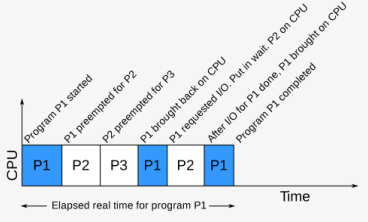 Program P1 started
P1 preempted for P2
P2 preempted for P3
P1 brought back on CPU
P1 requested I/O. Put in wait. P2 on CPU
After I/O for P1 done, P1 brought on CPU
Program P1 completed
CPU
P1 P2 P3 P1 P2 P1
Time
Elapsed real time for program P1